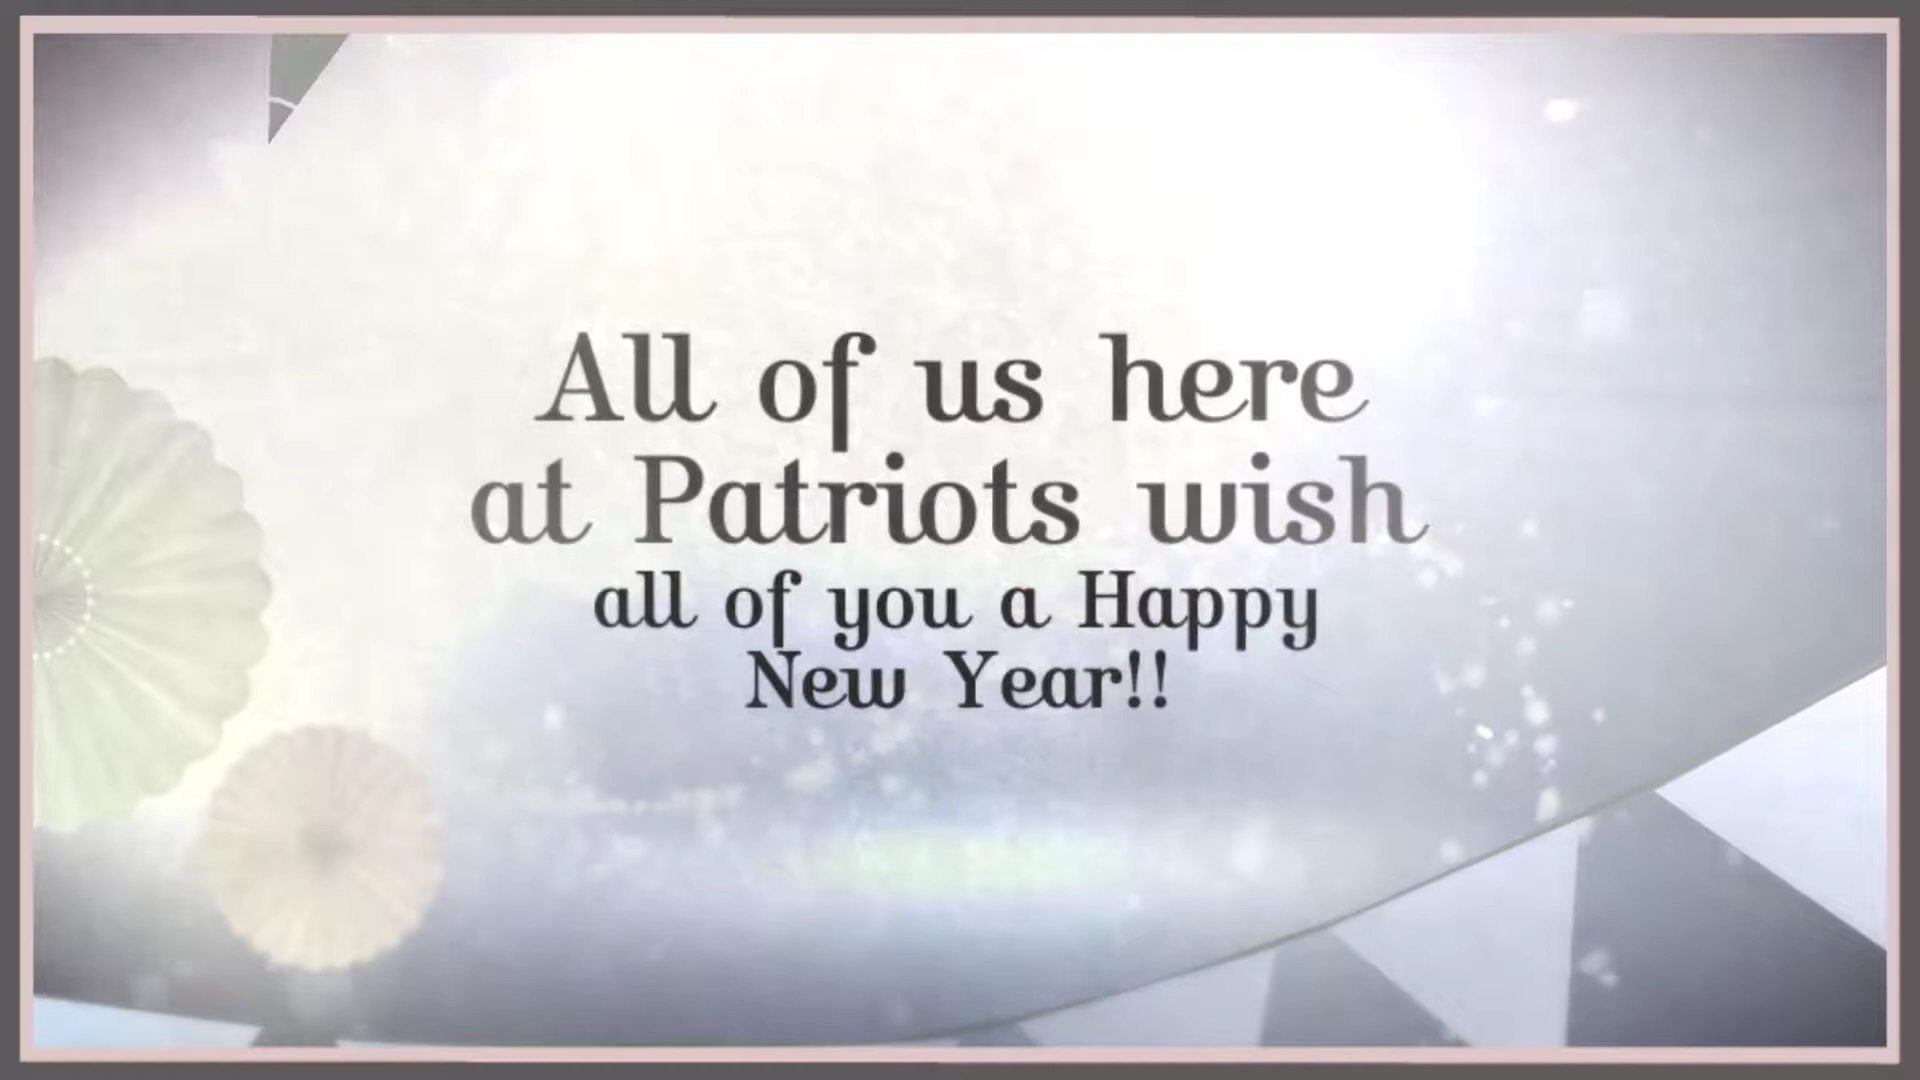 All of us here
at Patriots wish
all of you a Happy
New Year!!